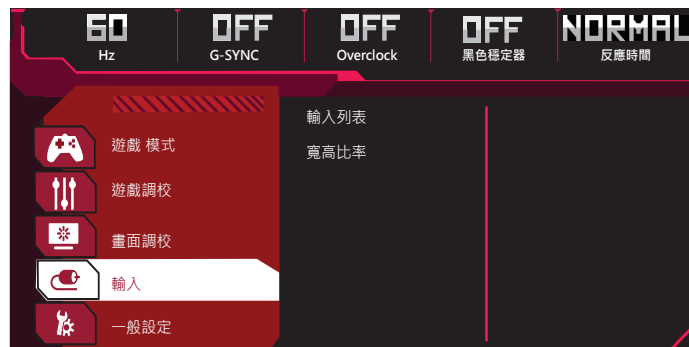 60 OFF OFF OFF NORMAL
Hz G-SYNC Overclock 黑色穩定器 反應時間
遊戲 模式
遊戲調校
畫面調校
輸入
一般設定
輸入列表
寬高比率